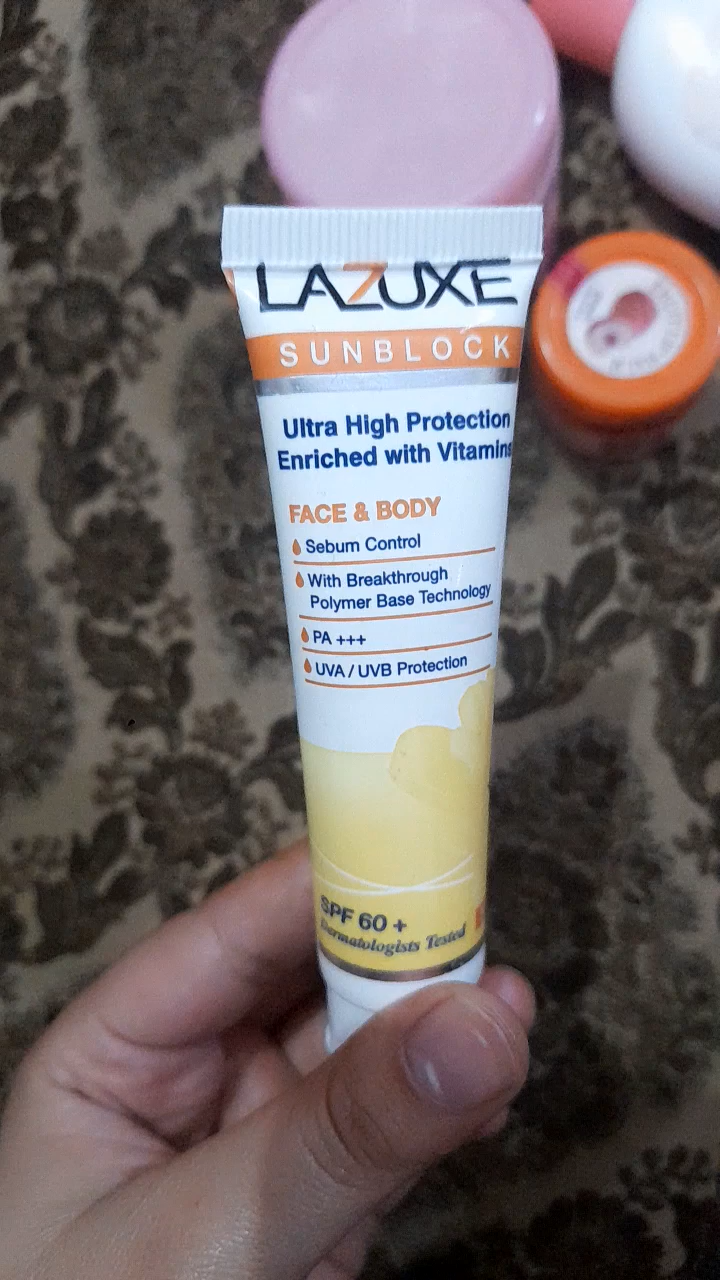 LAZUXE
SUNBLOCK
Ultra High Protection
Enriched with Vitamins
FACE & BODY
Sebum Control
With Breakthrough
Polymer Base Technology
PA +++
UVA / UVB Protection
SPF 60 +
Dermatologists Tested